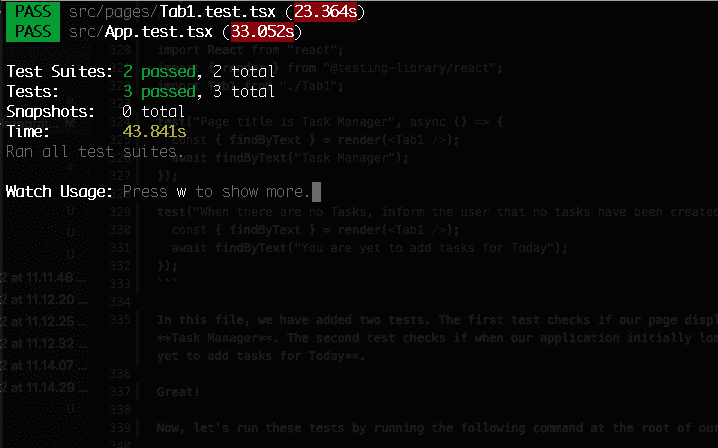 PASS src/pages/Tab1.test.tsx (23.364s)
PASS src/App.test.tsx (33.052s)
320 import React from "react";
Test Suites: 2 passed, 2 total
Tests: 3 passed, 3 total
Snapshots: 0 total
Time: 43.841s
Ran all test suites.
Watch Usage: Press w to show more.
from "@testing-library/react";
"./Tab1";
"Page title is Task Manager", async () => {
const { findByText } = render(<Tab1 />);
await findByText("Task Manager");
});
329 test("When there are no Tasks, inform the user that no tasks have been created
330 const { findByText } = render(<Tab1 />);
331 await findByText("You are yet to add tasks for Today");
332 });
333 ```
334
335 In this file, we have added two tests. The first test checks if our page disp
**Task Manager**. The second test checks if when our application initially loa
yet to add tasks for Today**.
336
337 Great!
338
339 Now, let's run these tests by running the following command at the root of our
340
U
U
U
2 at 11.11.46 ...
2 at 11.12.20 ...
2 at 11.12.25 ...
2 at 11.12.32 ...
2 at 11.14.07 ...
2 at 11.14.29 ...
U